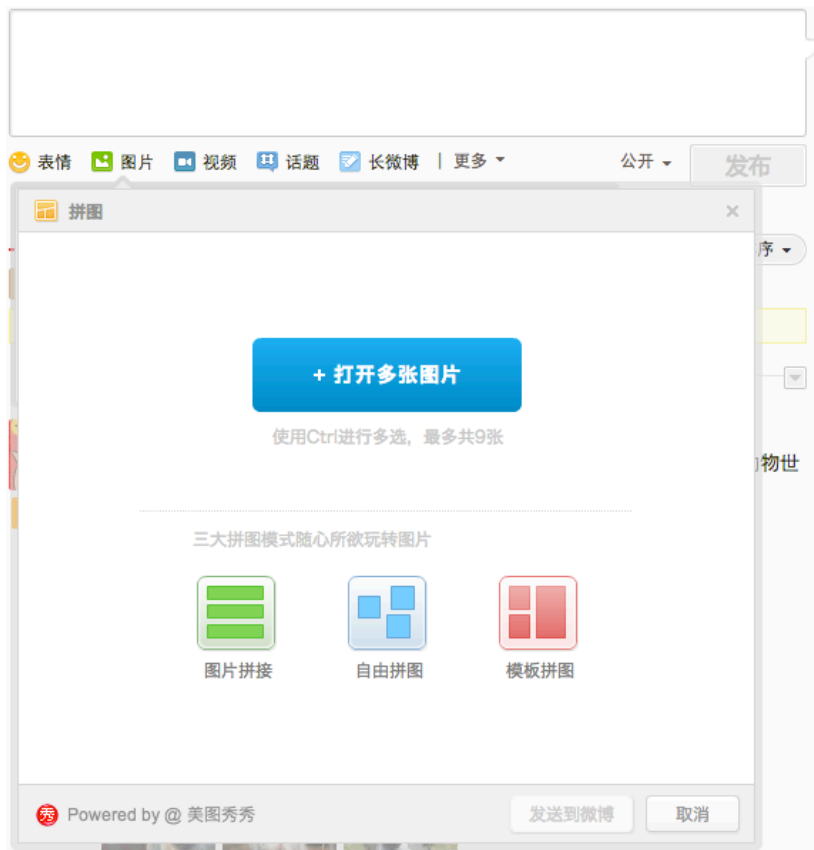 表情 图片 视频 话题 长微博 | 更多 公开 发布
拼图
序
+ 打开多张图片
使用Ctrl进行多选，最多共9张
物世
三大拼图模式随心所欲玩转图片
图片拼接 自由拼图 模板拼图
秀 Powered by @ 美图秀秀 发送到微博 取消